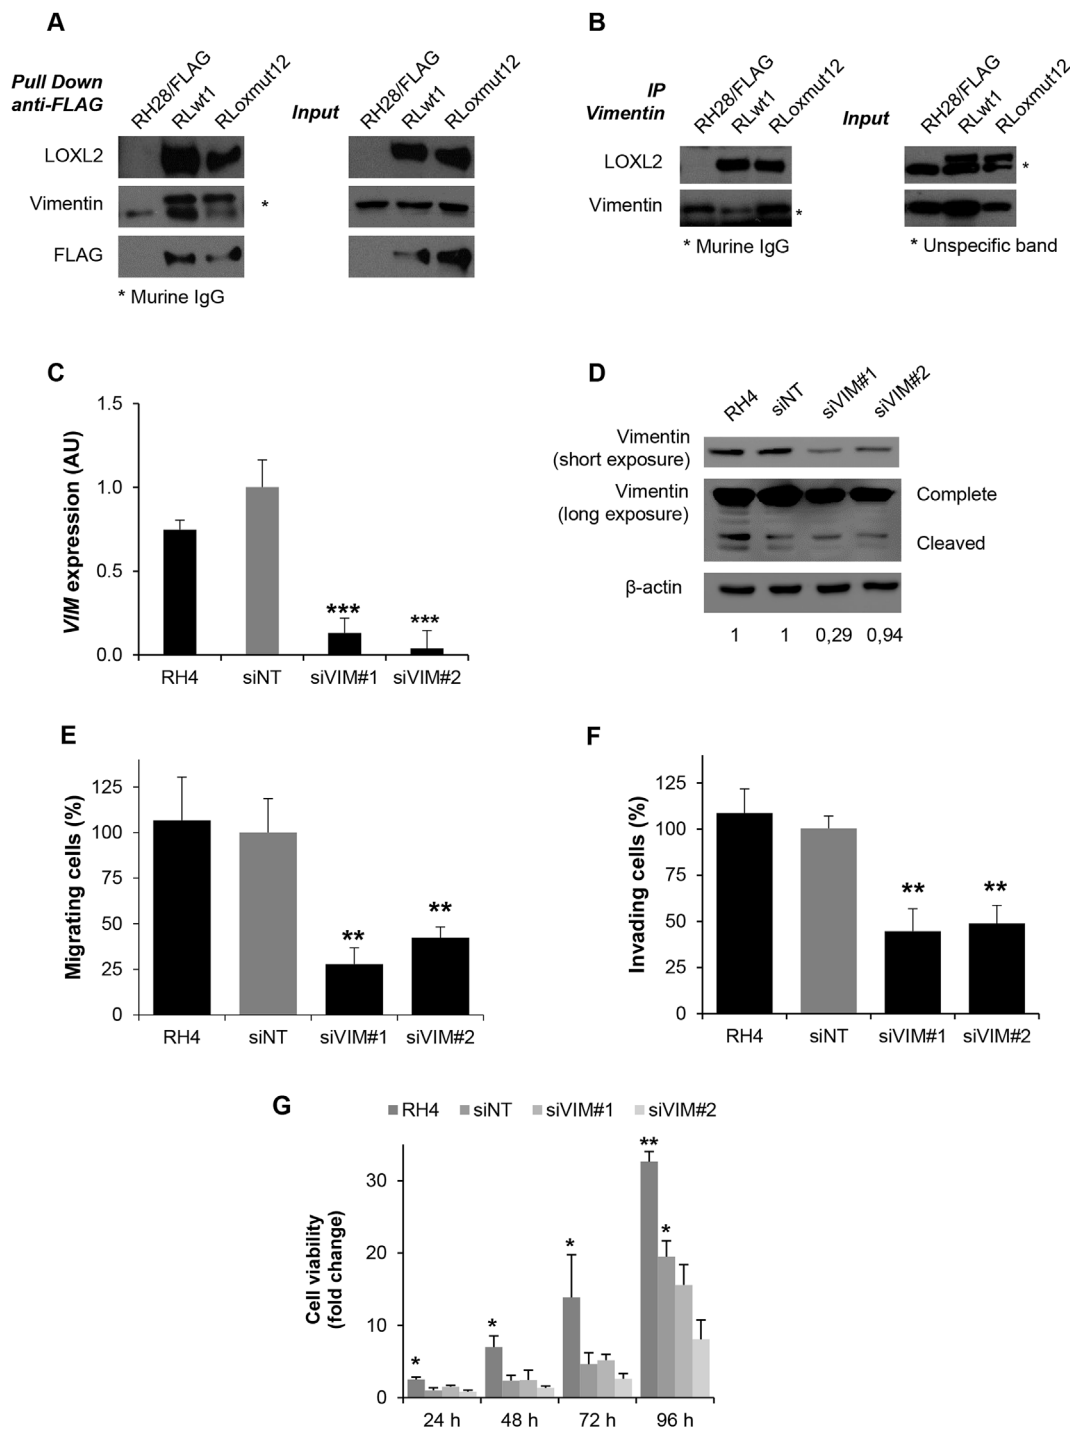 A
Pull Down
anti-FLAG
RH28/FLAG
RLwt1
RLoxmut12
Input
RH28/FLAG
RLwt1
RLoxmut12
LOXL2
Vimentin
*
FLAG
* Murine IgG
B
IP
Vimentin
RH28/FLAG
RLwt1
RLoxmut12
Input
RH28/FLAG
RLwt1
RLoxmut12
LOXL2
*
Vimentin
*
* Murine IgG
* Unspecific band
C
VIM expression (AU)
1.5
1.0
0.5
0.0
***
***
RH4
siNT
siVIM#1
siVIM#2
D
RH4
siNT
siVIM#1
siVIM#2
Vimentin
(short exposure)
Vimentin
(long exposure)
Complete
Cleaved
β-actin
1
1
0,29
0,94
E
Migrating cells (%)
125
100
75
50
25
0
**
**
RH4
siNT
siVIM#1
siVIM#2
F
Invading cells (%)
125
100
75
50
25
0
**
**
RH4
siNT
siVIM#1
siVIM#2
G
RH4
siNT
siVIM#1
siVIM#2
Cell viability
(fold change)
30
20
10
0
*
*
*
**
*
24 h
48 h
72 h
96 h